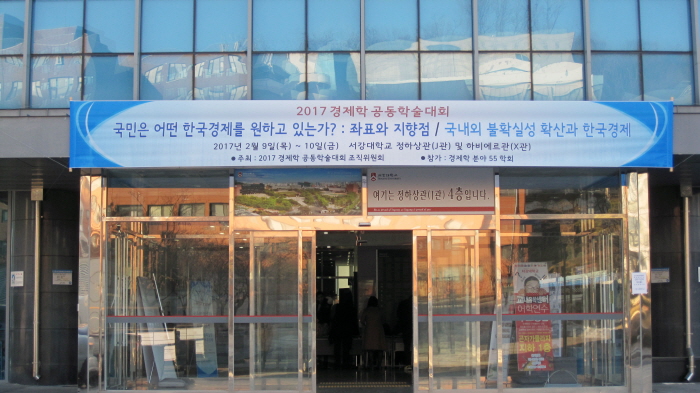 2017 경제학 공동학술대회
국민은 어떤 한국경제를 원하고 있는가? : 좌표와 지향점 / 국내외 불확실성 확산과 한국경제
2017년 2월 9일(목) ~ 10일(금) 서강대학교 정하상관(J관) 및 하비에르관(X관)
• 주최 : 2017 경제학 공동학술대회 조직위원회 • 참가 : 경제학 분야 55 학회
여기는 정하상관(J관) 4층입니다.
어학연수